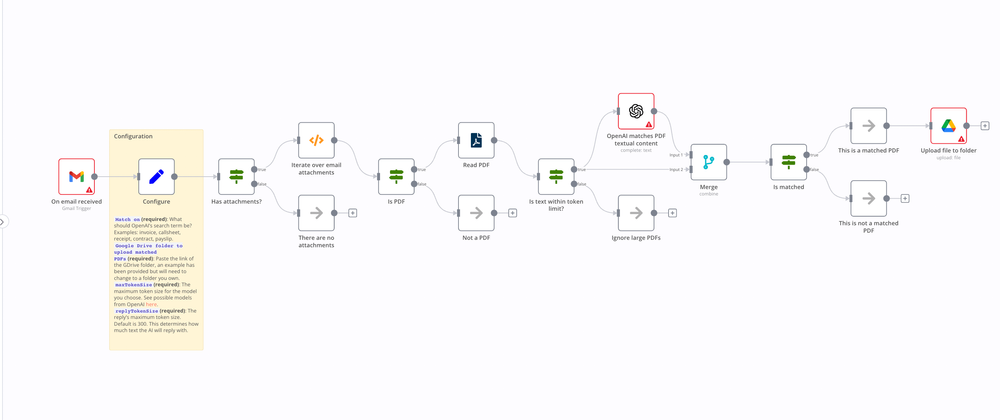 Configuration
On email received
Gmail Trigger
Configure
Has attachments?
true
false
Iterate over email
attachments
There are no
attachments
Is PDF
true
false
Read PDF
Not a PDF
Is text within token
limit?
true
false
OpenAI matches PDF
textual content
complete: text
Ignore large PDFs
Input 1
Input 2
Merge
combine
Is matched
true
false
This is a matched PDF
This is not a matched
PDF
Upload file to folder
upload: file
Match on (required): What
should OpenAI's search term be?
Examples: invoice, callsheet,
receipt, contract, payslip.
Google Drive folder to
upload matched
PDFs (required): Paste the link of
the GDrive folder, an example has
been provided but will need to
change to a folder you own.
maxTokenSize (required): The
maximum token size for the model
you choose. See possible models
from OpenAI here.
replyTokenSize (required): The
reply's maximum token size.
Default is 300. This determines how
much text the AI will reply with.